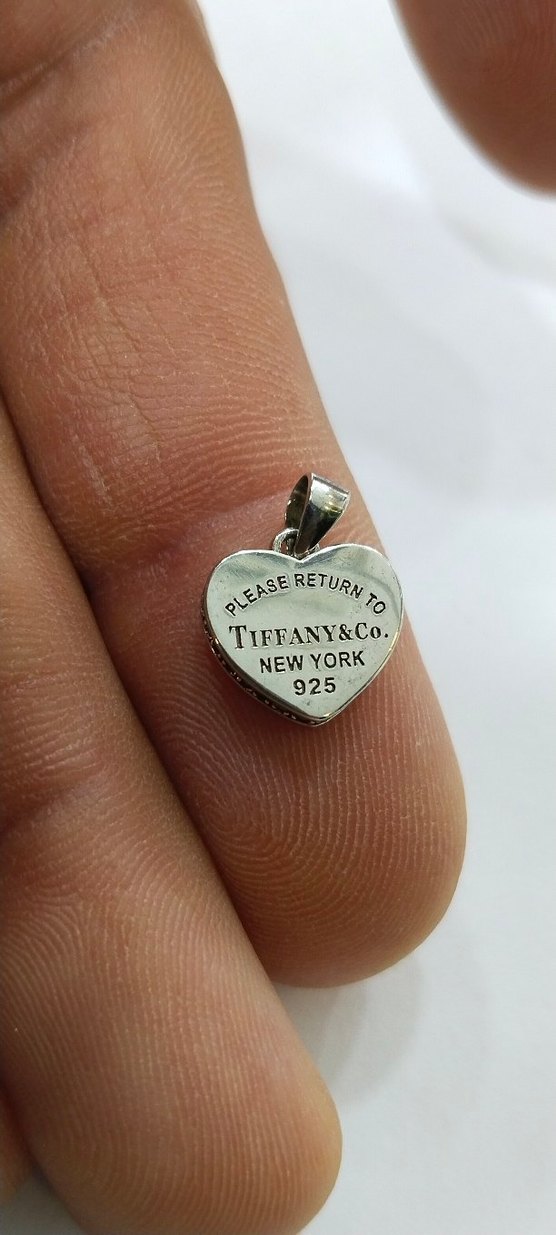 PLEASE RETURN TO
TIFFANY&Co.
NEW YORK
925